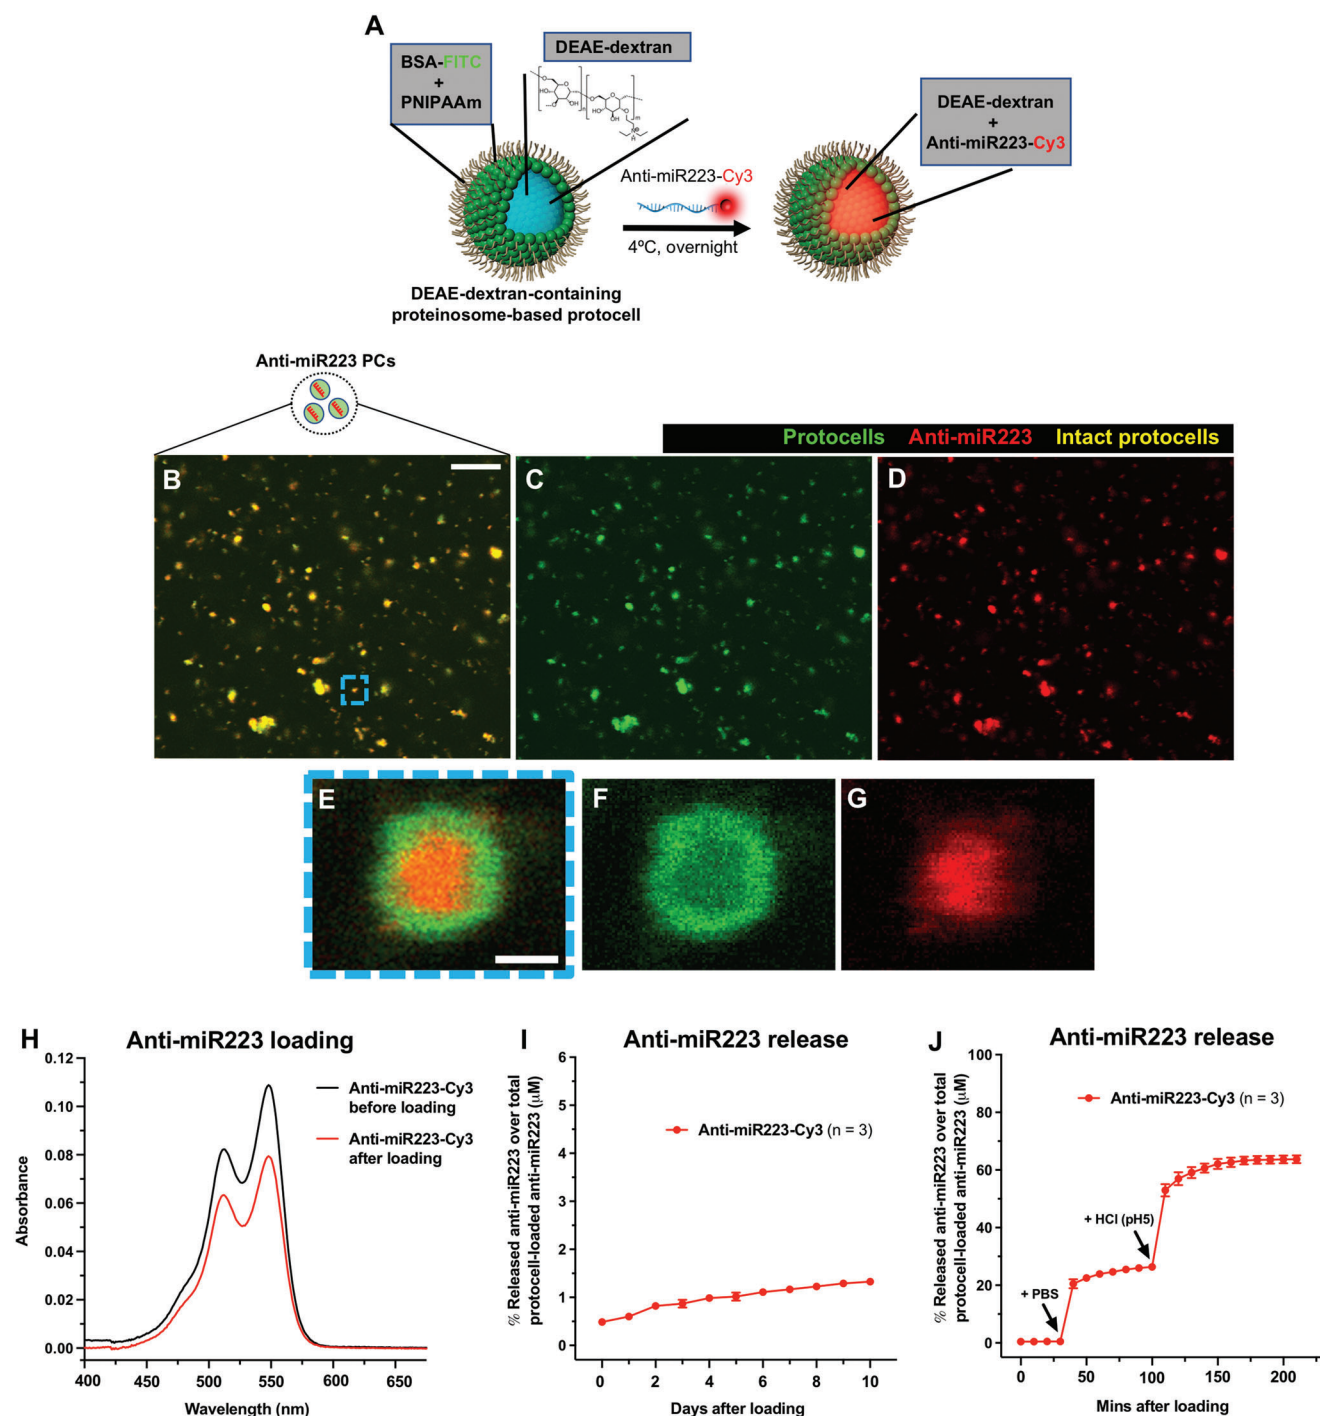 A
BSA-FITC
+
PNIPAAm
DEAE-dextran
DEAE-dextran
+
Anti-miR223-Cy3
Anti-miR223-Cy3
4ºC, overnight
DEAE-dextran-containing
proteinosome-based protocell
Anti-miR223 PCs
Protocells Anti-miR223 Intact protocells
B
C
D
E
F
G
H
Anti-miR223 loading
Absorbance
0.12
0.10
0.08
0.06
0.04
0.02
0.00
Anti-miR223-Cy3
before loading
Anti-miR223-Cy3
after loading
400 450 500 550 600 650
Wavelength (nm)
I
Anti-miR223 release
% Released anti-miR223 over total
protocell-loaded anti-miR223 (µM)
6
5
4
3
2
1
0
Anti-miR223-Cy3 (n = 3)
0 2 4 6 8 10
Days after loading
J
Anti-miR223 release
% Released anti-miR223 over total
protocell-loaded anti-miR223 (µM)
100
80
60
40
20
0
Anti-miR223-Cy3 (n = 3)
+ HCl (pH5)
+ PBS
0 50 100 150 200
Mins after loading